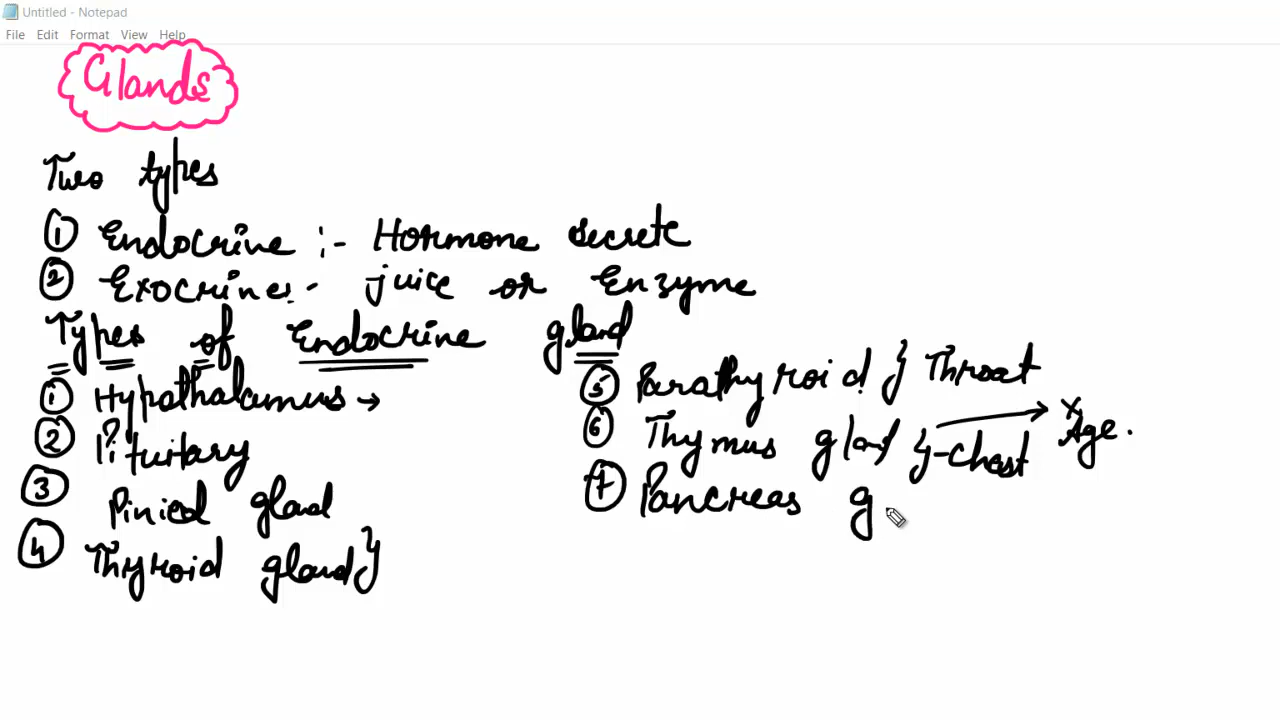 Untitled - Notepad
File Edit Format View Help
Glands
Two types
① Endocrine :- Hormone secrete
② Exocrine:- juice or Enzyme
Types of Endocrine gland
① Hypothalamus →
② Pituitary
③ Pinied gland
④ Thyroid gland}
⑤ Parathyroid } Throat
⑥ Thymus gland }-chest → xAge.
⑦ Pancreas g